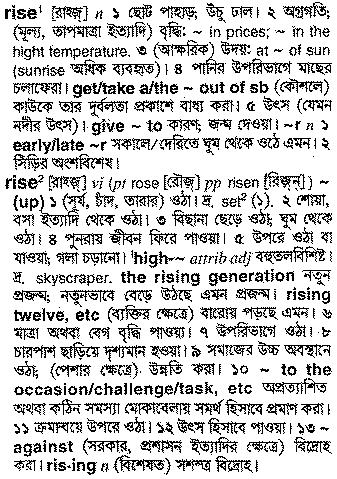 rise¹ [রাইজ়] n ১ ছোট পাহাড়; উচু ঢাল। ২ অগ্রগতি;
(মূল্য, তাপমাত্রা ইত্যাদি) বৃদ্ধি: ~ in prices; ~ in the
hight temperature. ৩ (আক্ষরিক) উদয়: at ~ of sun
(sunrise অধিক ব্যবহৃত)। ৪ পানির উপরিভাগে মাছের
চলাফেরা। get/take a/the ~ out of sb (কৌশলে)
কাউকে তার দুর্বলতা প্রকাশে বাধ্য করা। ৫ উৎস (যেমন
নদীর উৎস)। give ~ to কারণ; জন্ম দেওয়া। ~r n ১
early/late ~r সকালে/দেরিতে ঘুম থেকে ওঠে এমন। ২
সিঁড়ির অংশবিশেষ।
rise² [রাইজ়] vi (pt rose [রৌজ়] pp risen [রিজ়ন্]) ~
(up) ১ (সূর্য, চাঁদ, তারার) ওঠা। দ্র. set² (১). ২ শোয়া,
বসা ইত্যাদি থেকে ওঠা। ৩ বিছানা ছেড়ে ওঠা; ঘুম থেকে
ওঠা। ৪ পুনরায় জীবন ফিরে পাওয়া। ৫ উপরে ওঠা বা
যাওয়া; গলা চড়ানো। ˈhigh-~ attrib adj বহুতলবিশিষ্ট।
দ্র. skyscraper. the rising generation নতুন
প্রজন্ম; নতুনভাবে বেড়ে উঠছে এমন প্রজন্ম। rising
twelve, etc (ব্যক্তির ক্ষেত্রে) বারোয় পড়ছে এমন। ৬
মাত্রা অথবা বেগ বৃদ্ধি পাওয়া। ৭ উপরিভাগে ওঠা। ৮
চারপাশ ছাড়িয়ে দৃশ্যমান হওয়া। ৯ সমাজের উচ্চ অবস্থানে
ওঠা; (পেশার ক্ষেত্রে) উন্নতি করা। ১০ ~ to the
occasion/challenge/task, etc অপ্রত্যাশিত
অথবা কঠিন সমস্যা মোকাবেলায় সমর্থ হিসাবে প্রমাণ করা।
১১ ক্রমান্বয়ে উপরে ওঠা। ১২ উৎস হিসাবে পাওয়া। ১৩ ~
against (সরকার, প্রশাসন ইত্যাদির ক্ষেত্রে) বিদ্রোহ
করা। ris·ing n (বিশেষত) সশস্ত্র বিদ্রোহ।